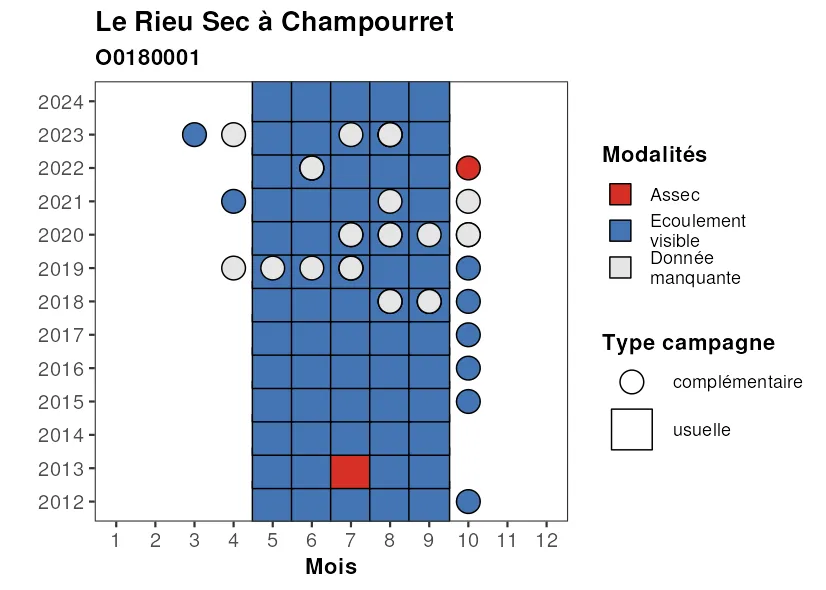 Le Rieu Sec à Champourret
O0180001
2024
2023
2022
2021
2020
2019
2018
2017
2016
2015
2014
2013
2012
1 2 3 4 5 6 7 8 9 10 11 12
Mois
Modalités
Assec
Ecoulement
visible
Donnée
manquante
Type campagne
complémentaire
usuelle